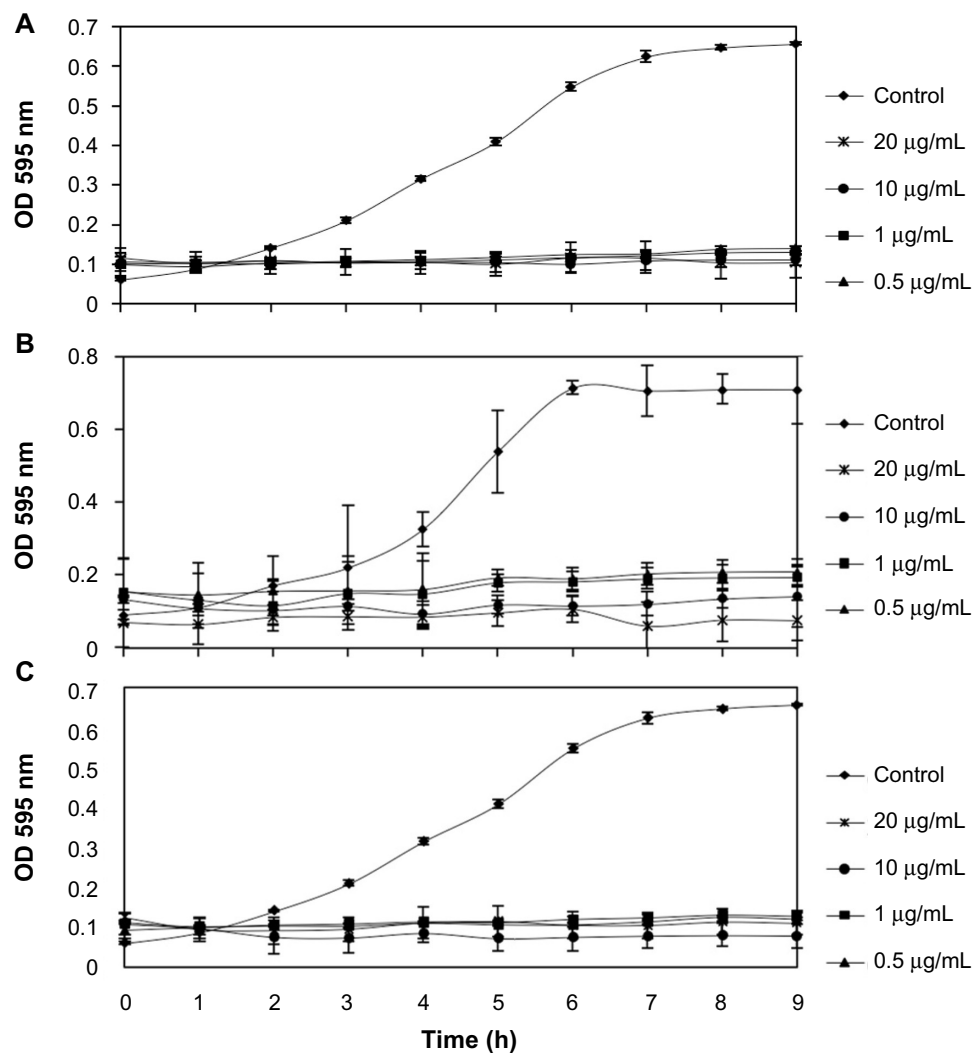 A
OD 595 nm
0.7
0.6
0.5
0.4
0.3
0.2
0.1
0
Control
20 µg/mL
10 µg/mL
1 µg/mL
0.5 µg/mL
B
OD 595 nm
0.8
0.6
0.4
0.2
0
Control
20 µg/mL
10 µg/mL
1 µg/mL
0.5 µg/mL
C
OD 595 nm
0.7
0.6
0.5
0.4
0.3
0.2
0.1
0
Control
20 µg/mL
10 µg/mL
1 µg/mL
0.5 µg/mL
0 1 2 3 4 5 6 7 8 9
Time (h)